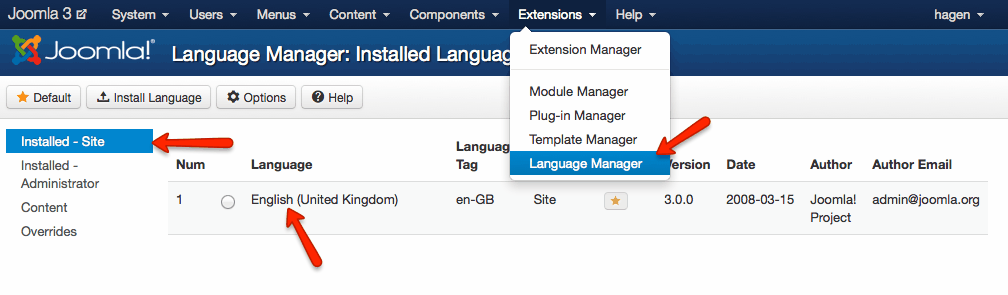 Joomla 3 System Users Menus Content Components Extensions Help hagen
Joomla! Language Manager: Installed Langua
Extension Manager
Module Manager
Plug-in Manager
Template Manager
Language Manager
Default Install Language Options Help
Installed - Site
Installed -
Administrator
Content
Overrides
Num Language Languag
Tag Version Date Author Author Email
1 English (United Kingdom) en-GB Site 3.0.0 2008-03-15 Joomla!
Project admin@joomla.org